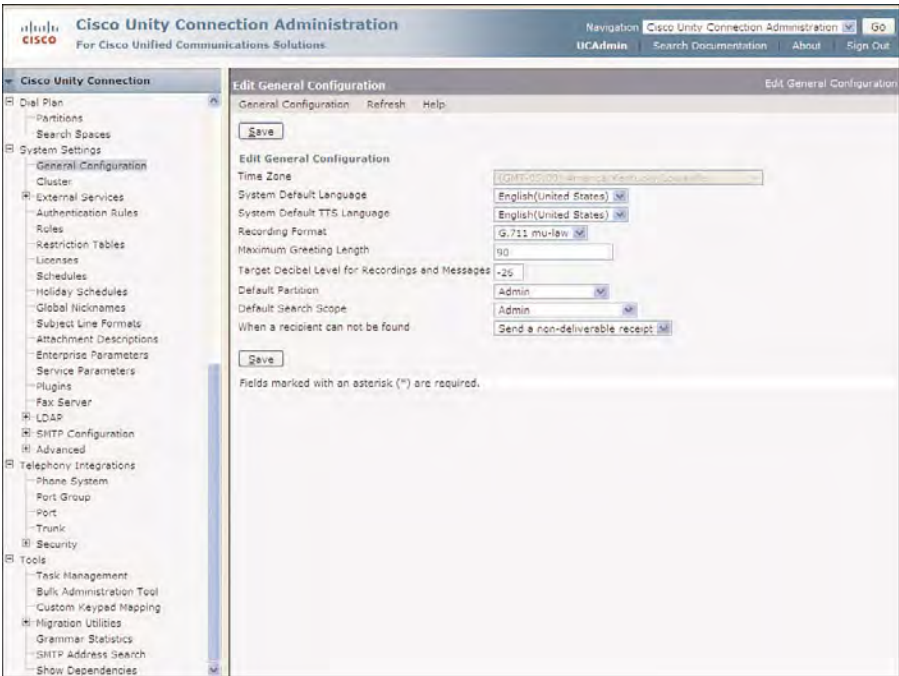 Cisco Unity Connection Administration
For Cisco Unified Communications Solutions
CISCO
Navigation Cisco Unity Connection Administration Go
UCAdmin Search Documentation About Sign Out
Cisco Unity Connection
Dial Plan
Partitions
Search Spaces
System Settings
General Configuration
Cluster
External Services
Authentication Rules
Roles
Restriction Tables
Licenses
Schedules
Holiday Schedules
Global Nicknames
Subject Line Formats
Attachment Descriptions
Enterprise Parameters
Service Parameters
Plugins
Fax Server
LDAP
SMTP Configuration
Advanced
Telephony Integrations
Phone System
Port Group
Port
Trunk
Security
Tools
Task Management
Bulk Administration Tool
Custom Keypad Mapping
Migration Utilities
Grammar Statistics
SMTP Address Search
Show Dependencies
Edit General Configuration
Edit General Configuration
General Configuration Refresh Help
Save
Edit General Configuration
Time Zone
System Default Language English(United States)
System Default TTS Language English(United States)
Recording Format G.711 mu-law
Maximum Greeting Length 90
Target Decibel Level for Recordings and Messages -26
Default Partition Admin
Default Search Scope Admin
When a recipient can not be found Send a non-deliverable receipt
Save
Fields marked with an asterisk (*) are required.